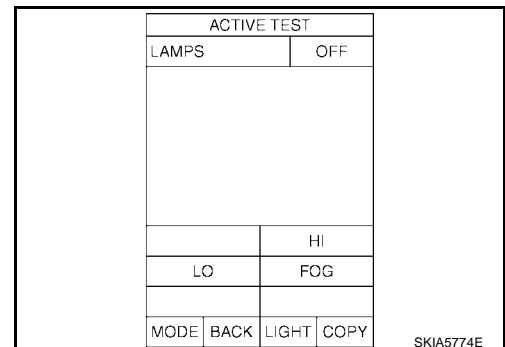 ACTIVE TEST
LAMPS OFF
HI
LO FOG
MODE BACK LIGHT COPY
SKIA5774E